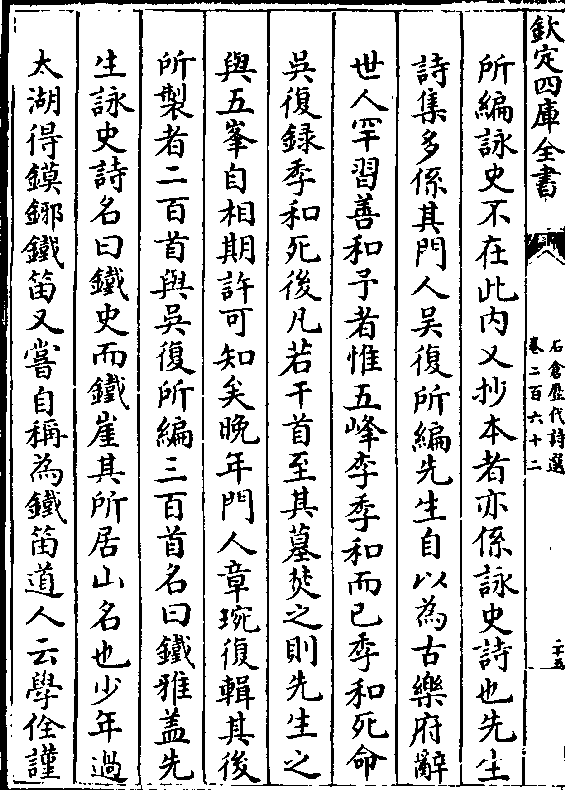 欽定四庫全書
石倉歷代詩選
卷二百六十二
二十五
所編詠史不在此内又抄本者亦係詠史詩也先生
詩集多係其門人吴復所編先生自以為古樂府辭
世人罕習善和予者惟五峰李季和而已季和死命
吳復録季和死後凡若干首至其墓焚之則先生之
與五峯自相期許可知矣晚年門人章琬復輯其後
所製者二百首與吳復所編三百首名曰鐵雅盖先
生詠史詩名曰鐵史而鐵崖其所居山名也少年過
太湖得鏌鋣鐵笛又嘗自稱為鐵笛道人云學佺謹